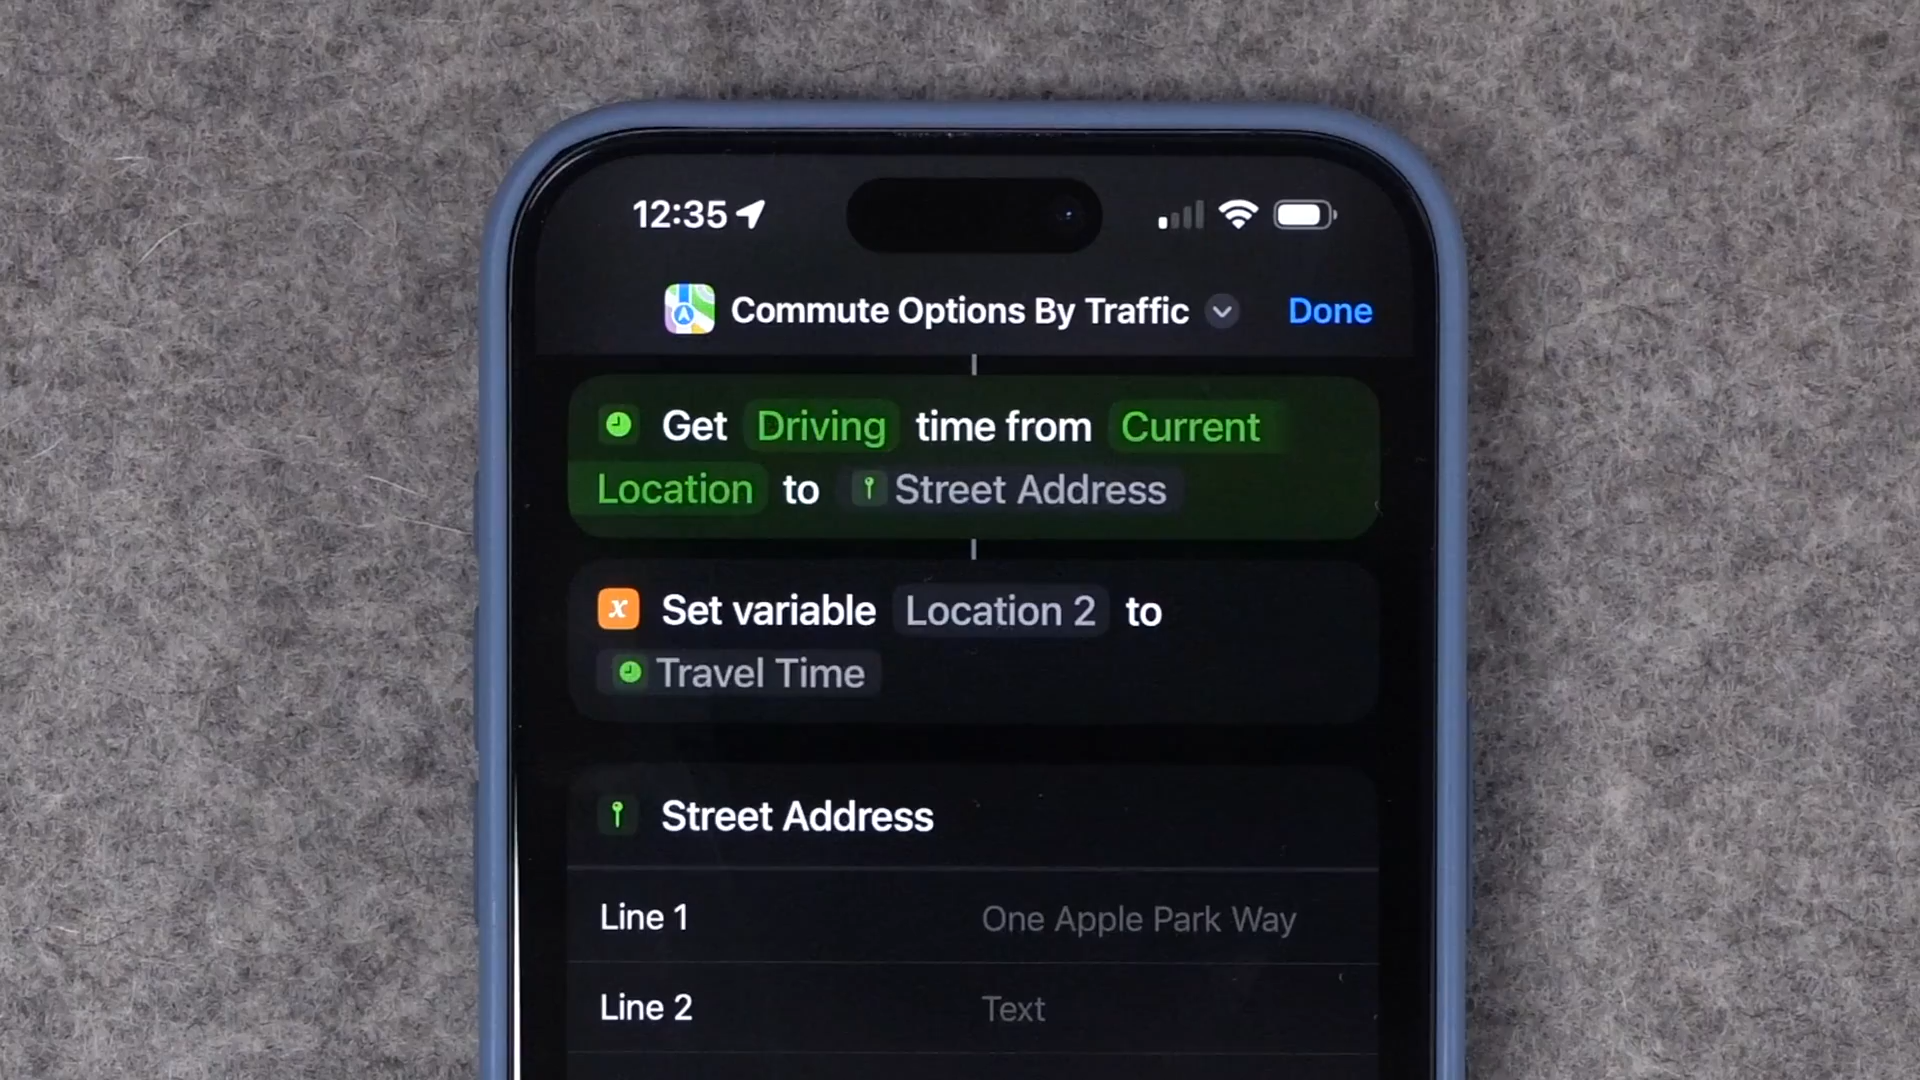 12:35
Commute Options By Traffic
Done
Get Driving time from Current
Location to Street Address
x Set variable Location 2 to
Travel Time
Street Address
Line 1 One Apple Park Way
Line 2 Text